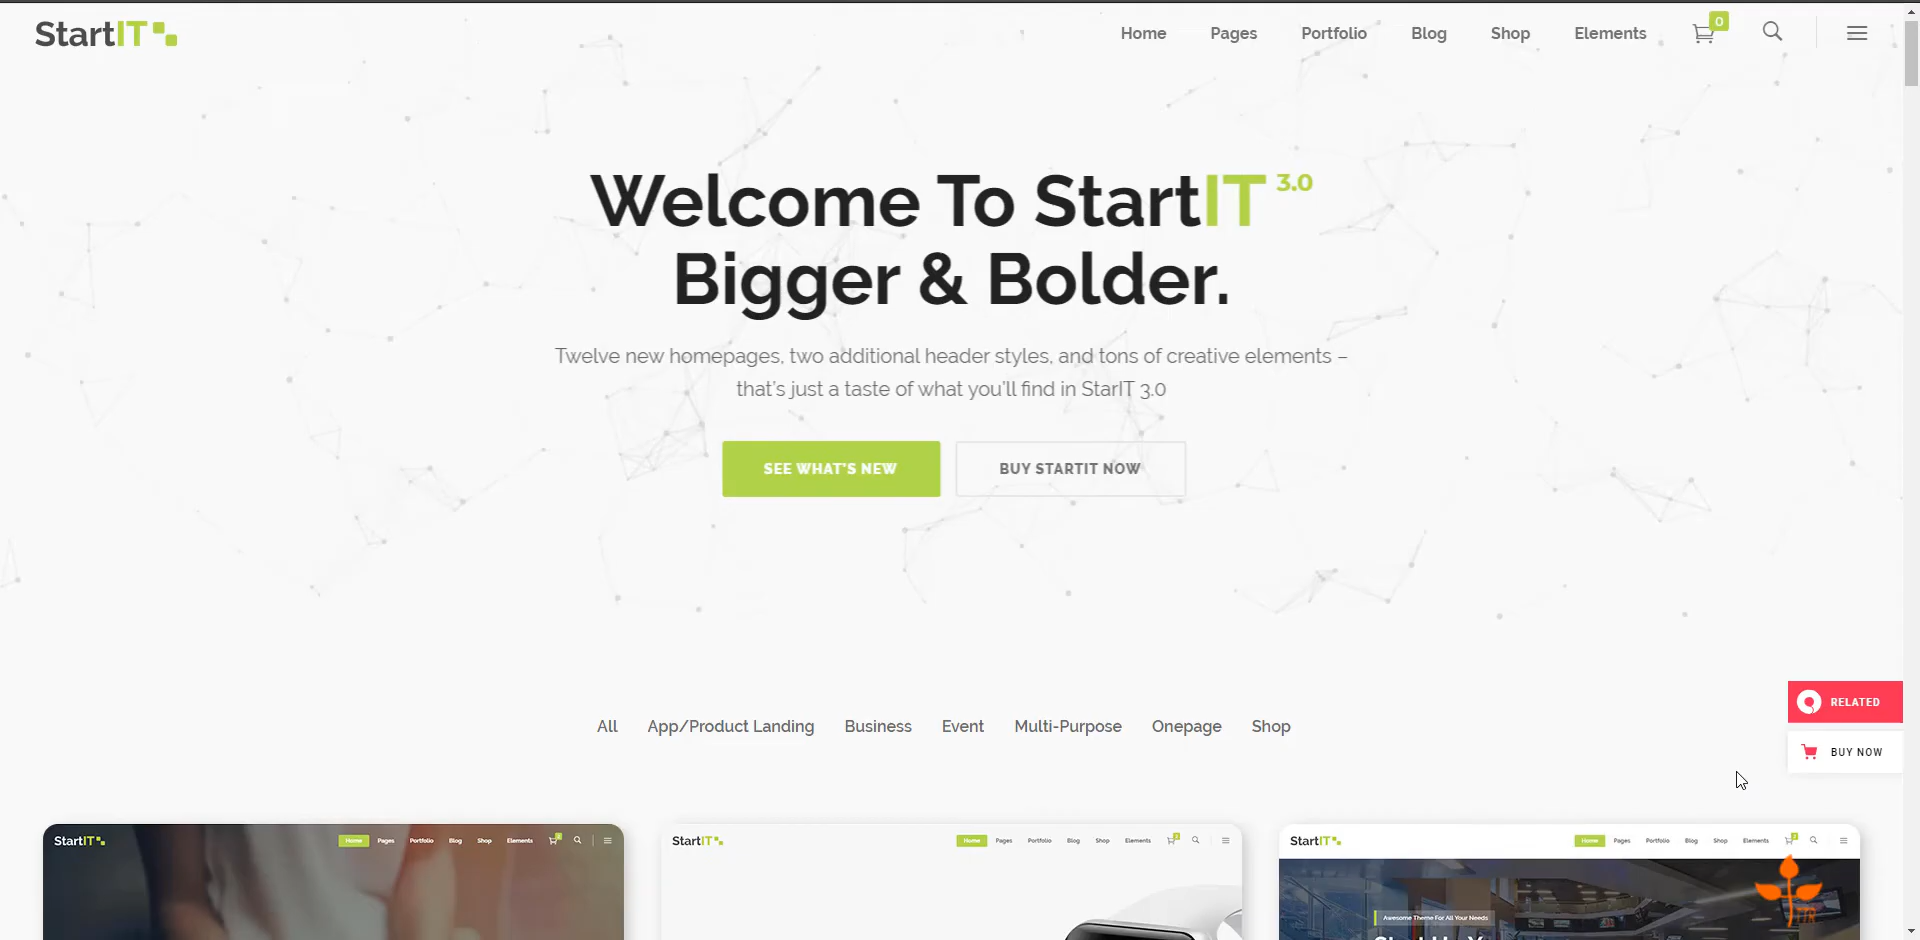 StartIT
Home Pages Portfolio Blog Shop Elements 0
Welcome To StartIT 3.0
Bigger & Bolder.
Twelve new homepages, two additional header styles, and tons of creative elements –
that's just a taste of what you'll find in StarIT 3.0
SEE WHAT'S NEW BUY STARTIT NOW
RELATED
BUY NOW
All App/Product Landing Business Event Multi-Purpose Onepage Shop
StartIT Home Pages Portfolio Blog Shop Elements
StartIT Home Pages Portfolio Blog Shop Elements
StartIT Home Pages Portfolio Blog Shop Elements
Awesome Theme For All Your Needs